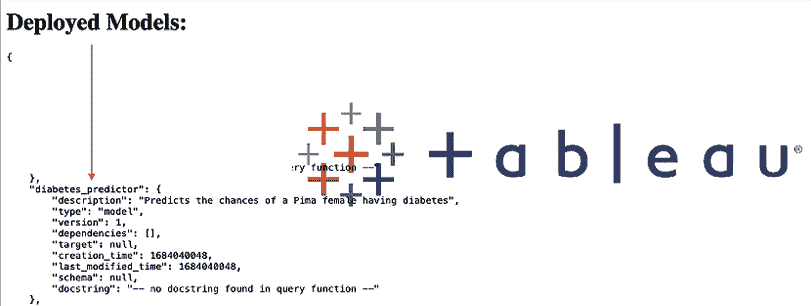 Deployed Models:
{
ery function --"
},
"diabetes_predictor": {
"description": "Predicts the chances of a Pima female having diabetes",
"type": "model",
"version": 1,
"dependencies": [],
"target": null,
"creation_time": 1684040048,
"last_modified_time": 1684040048,
"schema": null,
"docstring": "-- no docstring found in query function --"
},
+ableau®